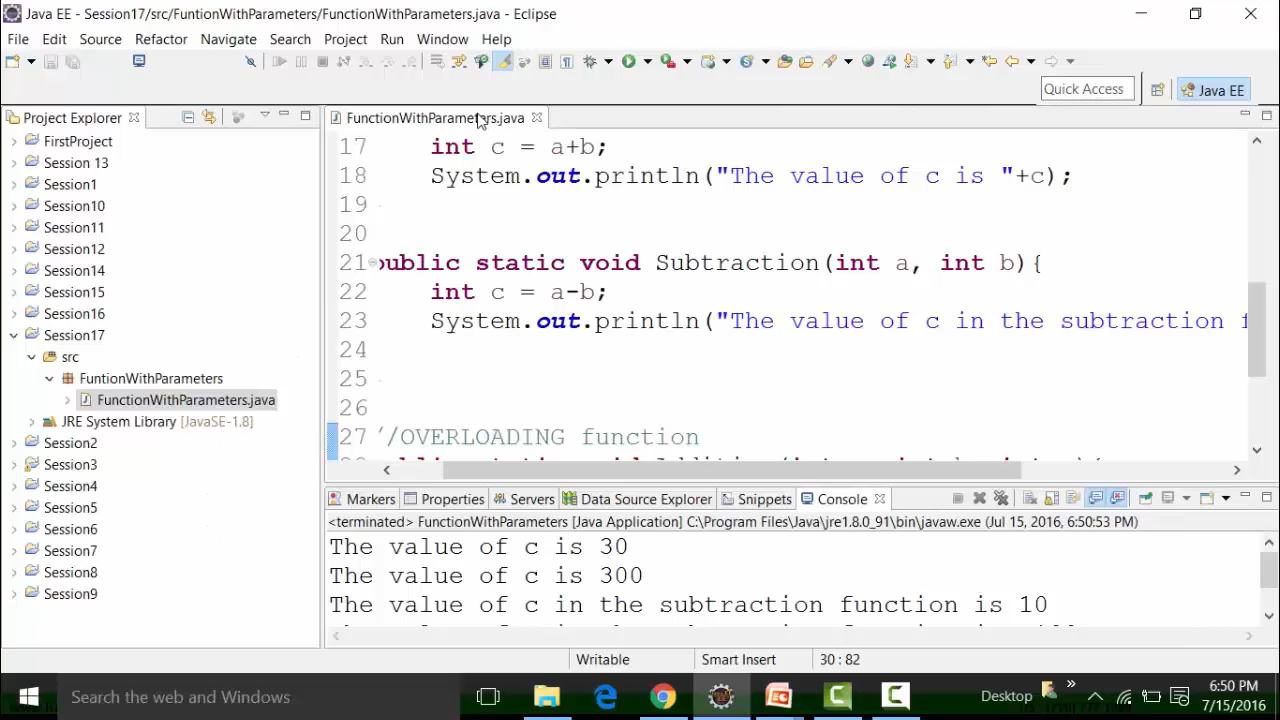 Java EE - Session17/src/FuntionWithParameters/FunctionWithParameters.java - Eclipse
File Edit Source Refactor Navigate Search Project Run Window Help
Quick Access
Java EE
Project Explorer
FirstProject
Session 13
Session1
Session10
Session11
Session12
Session14
Session15
Session16
Session17
src
FuntionWithParameters
FunctionWithParameters.java
JRE System Library [JavaSE-1.8]
Session2
Session3
Session4
Session5
Session6
Session7
Session8
Session9
FunctionWithParameters.java
17 int c = a+b;
18 System.out.println("The value of c is "+c);
19
20
21 public static void Subtraction(int a, int b){
22 int c = a-b;
23 System.out.println("The value of c in the subtraction f
24
25
26
27 //OVERLOADING function
Markers Properties Servers Data Source Explorer Snippets Console
<terminated> FunctionWithParameters [Java Application] C:\Program Files\Java\jre1.8.0_91\bin\javaw.exe (Jul 15, 2016, 6:50:53 PM)
The value of c is 30
The value of c is 300
The value of c in the subtraction function is 10
Writable Smart Insert 30 : 82
Search the web and Windows
Desktop
6:50 PM
7/15/2016